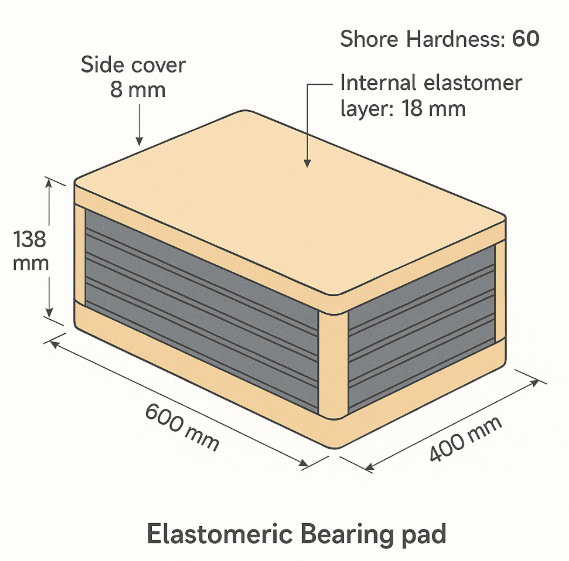 Shore Hardness: 60
Side cover
8 mm
Internal elastomer
layer: 18 mm
138
mm
600 mm
400 mm
Elastomeric Bearing pad